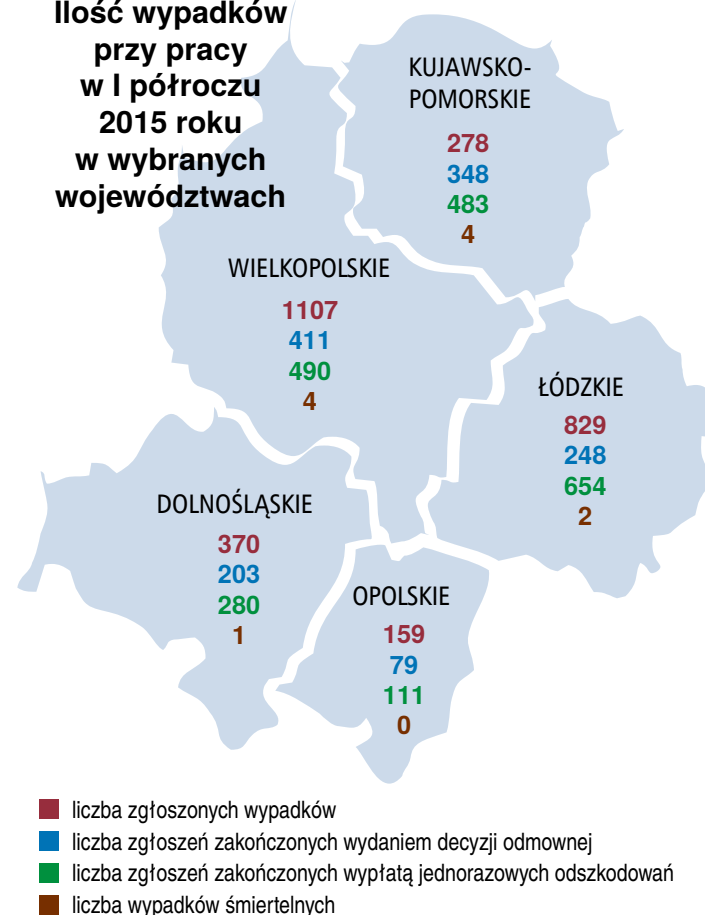 Ilość wypadków
przy pracy
w I półroczu
2015 roku
w wybranych
województwach
KUJAWSKO-
POMORSKIE
278
348
483
4
WIELKOPOLSKIE
1107
411
490
4
ŁÓDZKIE
829
248
654
2
DOLNOŚLĄSKIE
370
203
280
1
OPOLSKIE
159
79
111
0
liczba zgłoszonych wypadków
liczba zgłoszeń zakończonych wydaniem decyzji odmownej
liczba zgłoszeń zakończonych wypłatą jednorazowych odszkodowań
liczba wypadków śmiertelnych